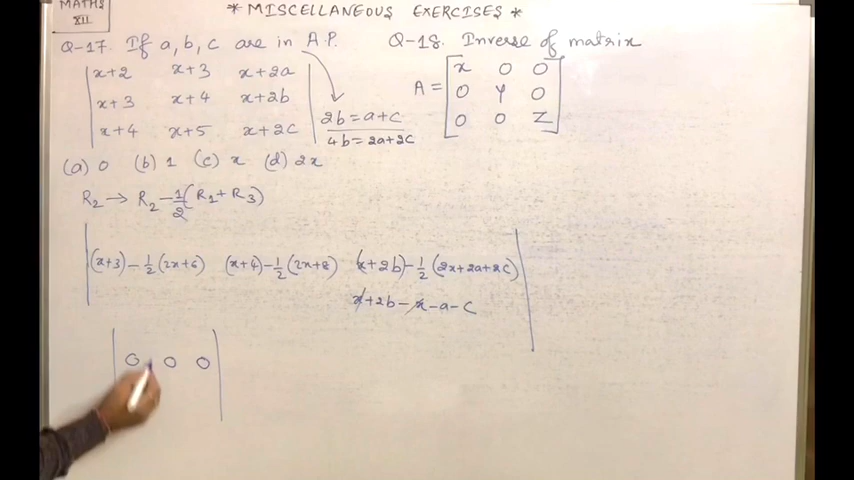 MATHS
XII
* MISCELLANEOUS EXERCISES *
Q-17. If a, b, c are in A.P.
x+2 x+3 x+2a
x+3 x+4 x+2b
x+4 x+5 x+2c
2b = a+c
4b = 2a+2c
(a) 0 (b) 1 (c) x (d) 2x
R₂ → R₂ - 1/2 (R₁ + R₃)
(x+3) - 1/2 (2x+6) (x+4) - 1/2 (2x+8) (x+2b) - 1/2 (2x+2a+2c)
x+2b - x - a - c
0 0 0
Q-18. Inverse of matrix
A = [
x 0 0
0 y 0
0 0 z
]